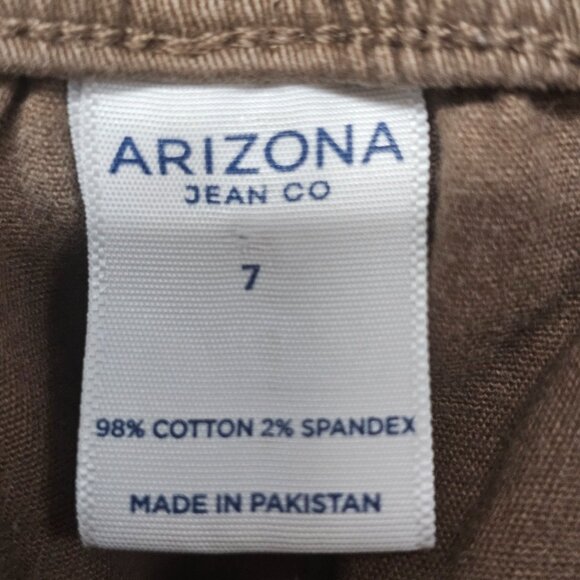 ARIZONA
JEAN CO
7
98% COTTON 2% SPANDEX
MADE IN PAKISTAN